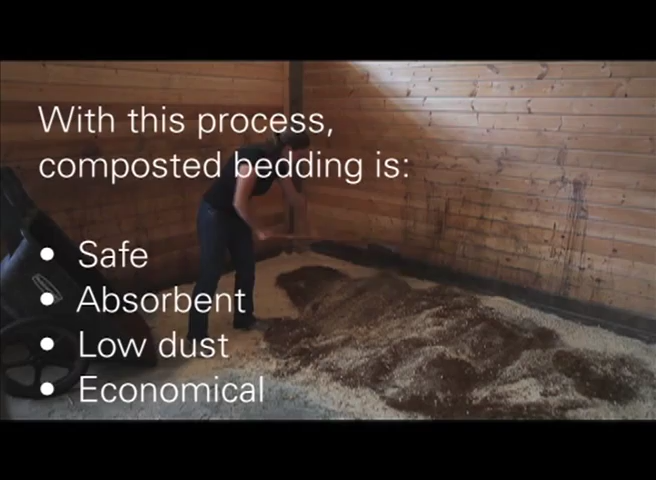 With this process,
composted bedding is:
• Safe
• Absorbent
• Low dust
• Economical